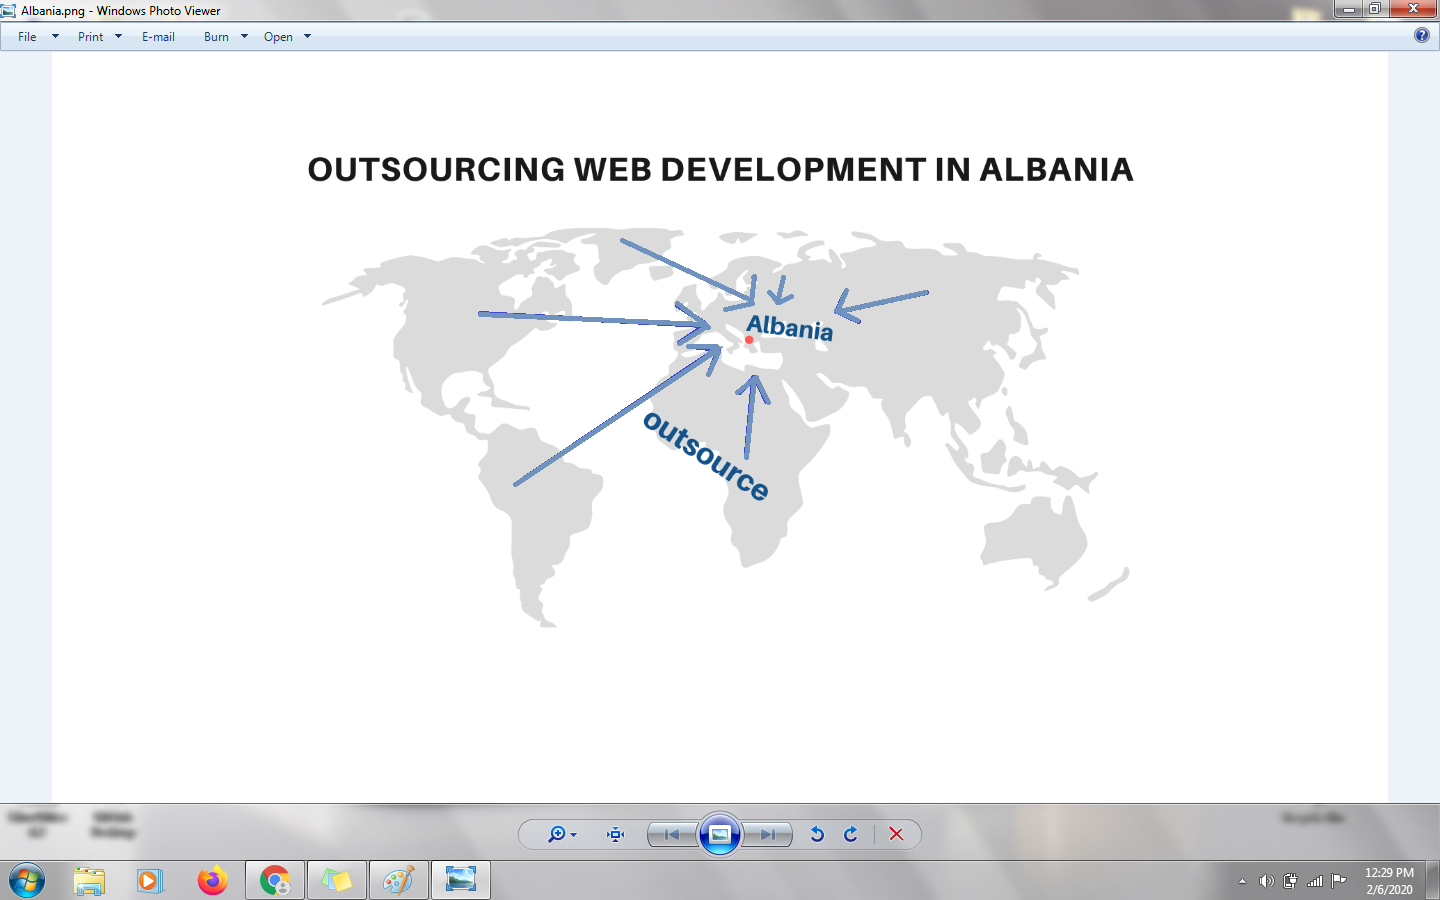 Albania.png - Windows Photo Viewer
File Print E-mail Burn Open
OUTSOURCING WEB DEVELOPMENT IN ALBANIA
Albania
outsource
12:29 PM
2/6/2020